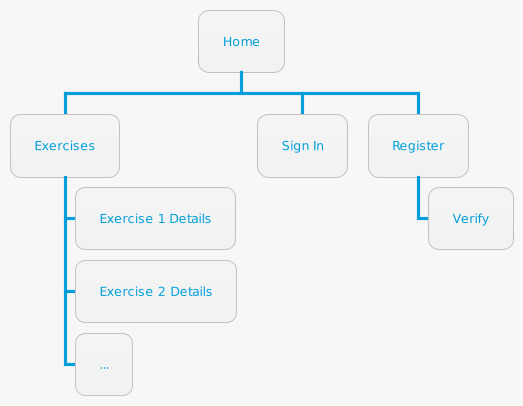 Home
Exercises
Sign In
Register
Exercise 1 Details
Verify
Exercise 2 Details
...